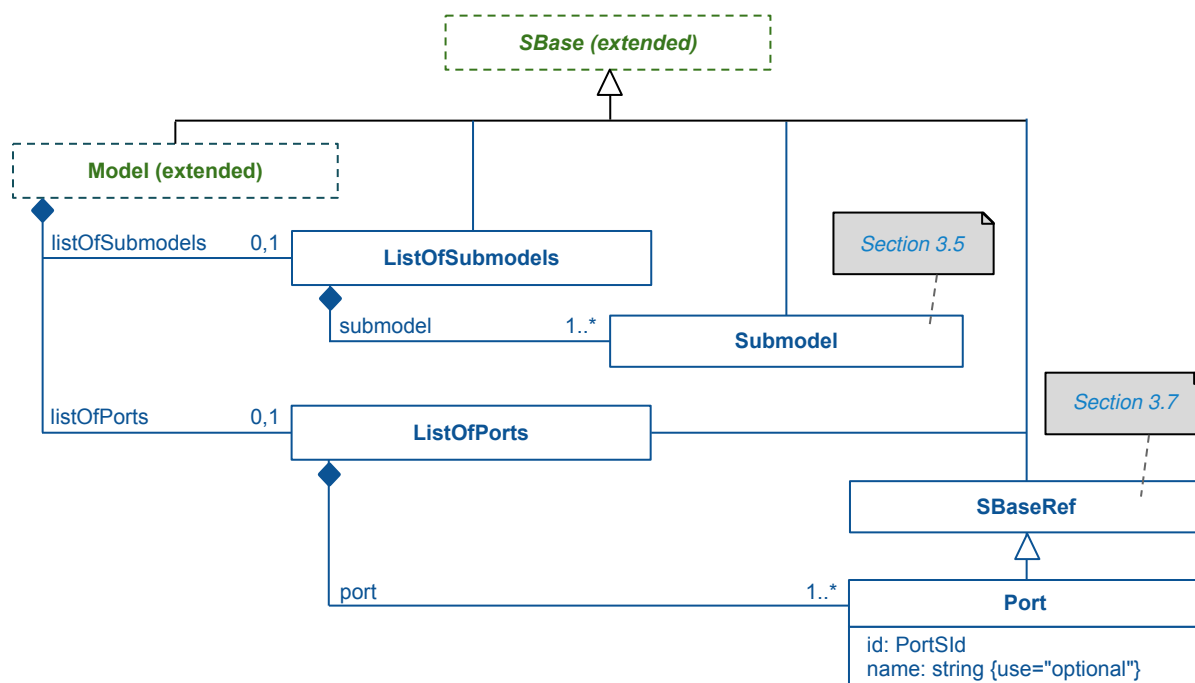 SBase (extended)
Model (extended)
listOfSubmodels 0,1
ListOfSubmodels
Section 3.5
submodel 1..*
Submodel
listOfPorts 0,1
ListOfPorts
Section 3.7
SBaseRef
port 1..*
Port
id: PortSId
name: string {use="optional"}